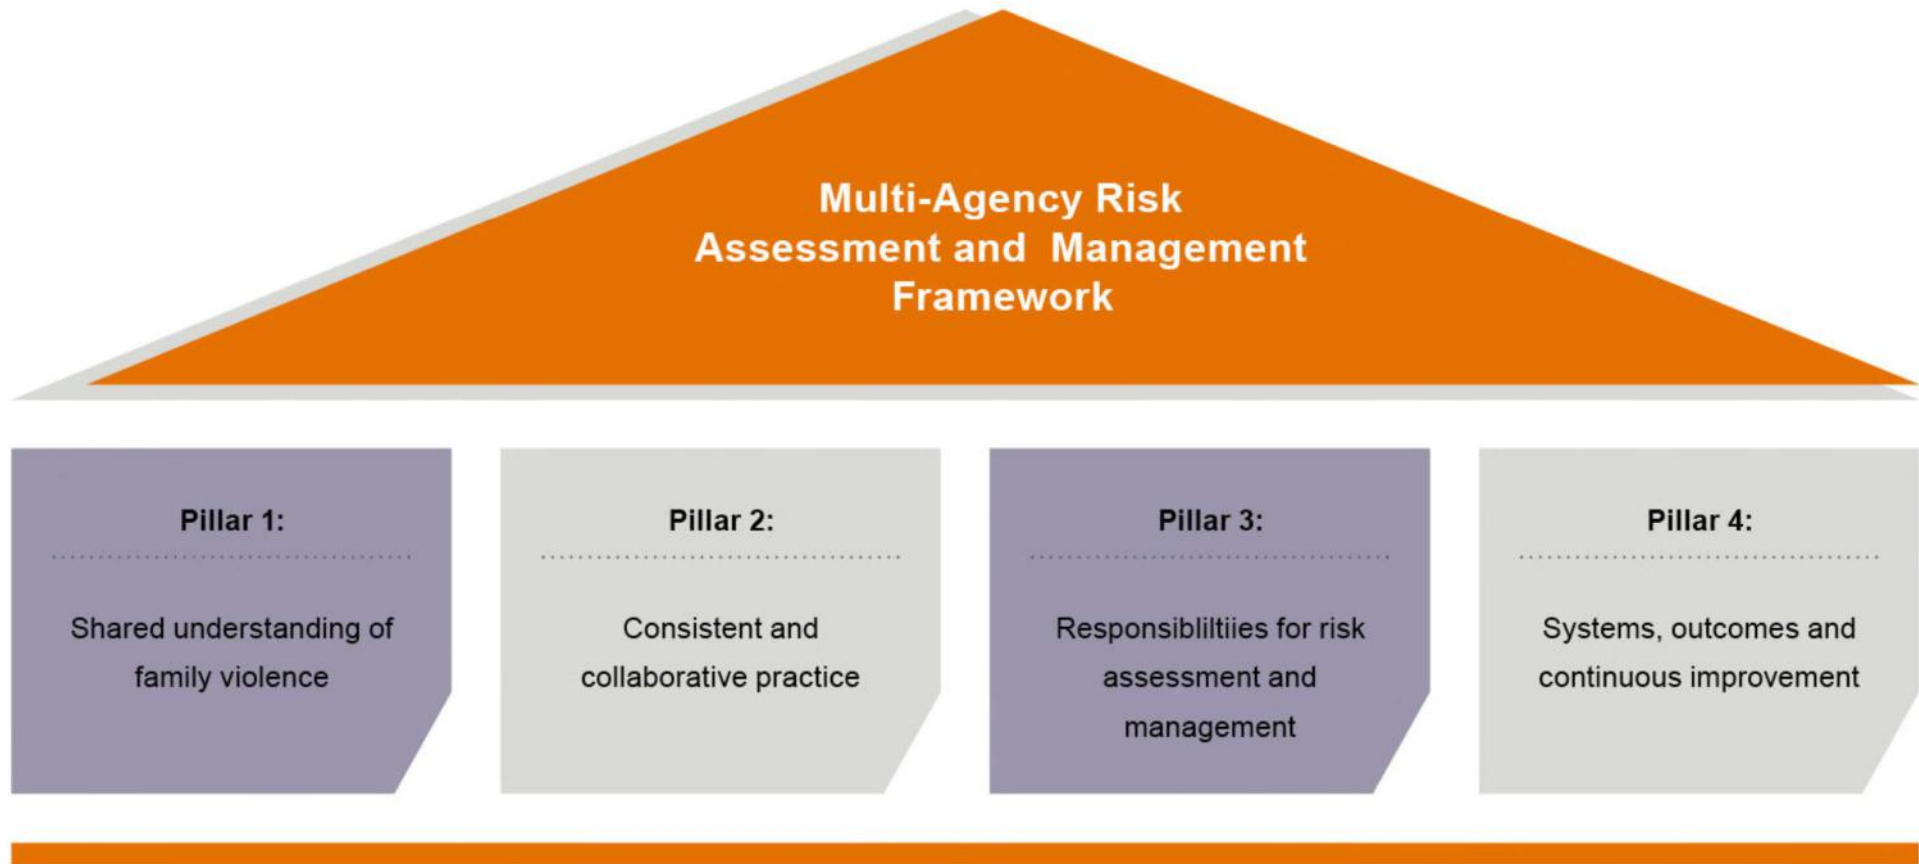 Multi-Agency Risk
Assessment and Management
Framework
Pillar 1:
Shared understanding of
family violence
Pillar 2:
Consistent and
collaborative practice
Pillar 3:
Responsibliltiies for risk
assessment and
management
Pillar 4:
Systems, outcomes and
continuous improvement